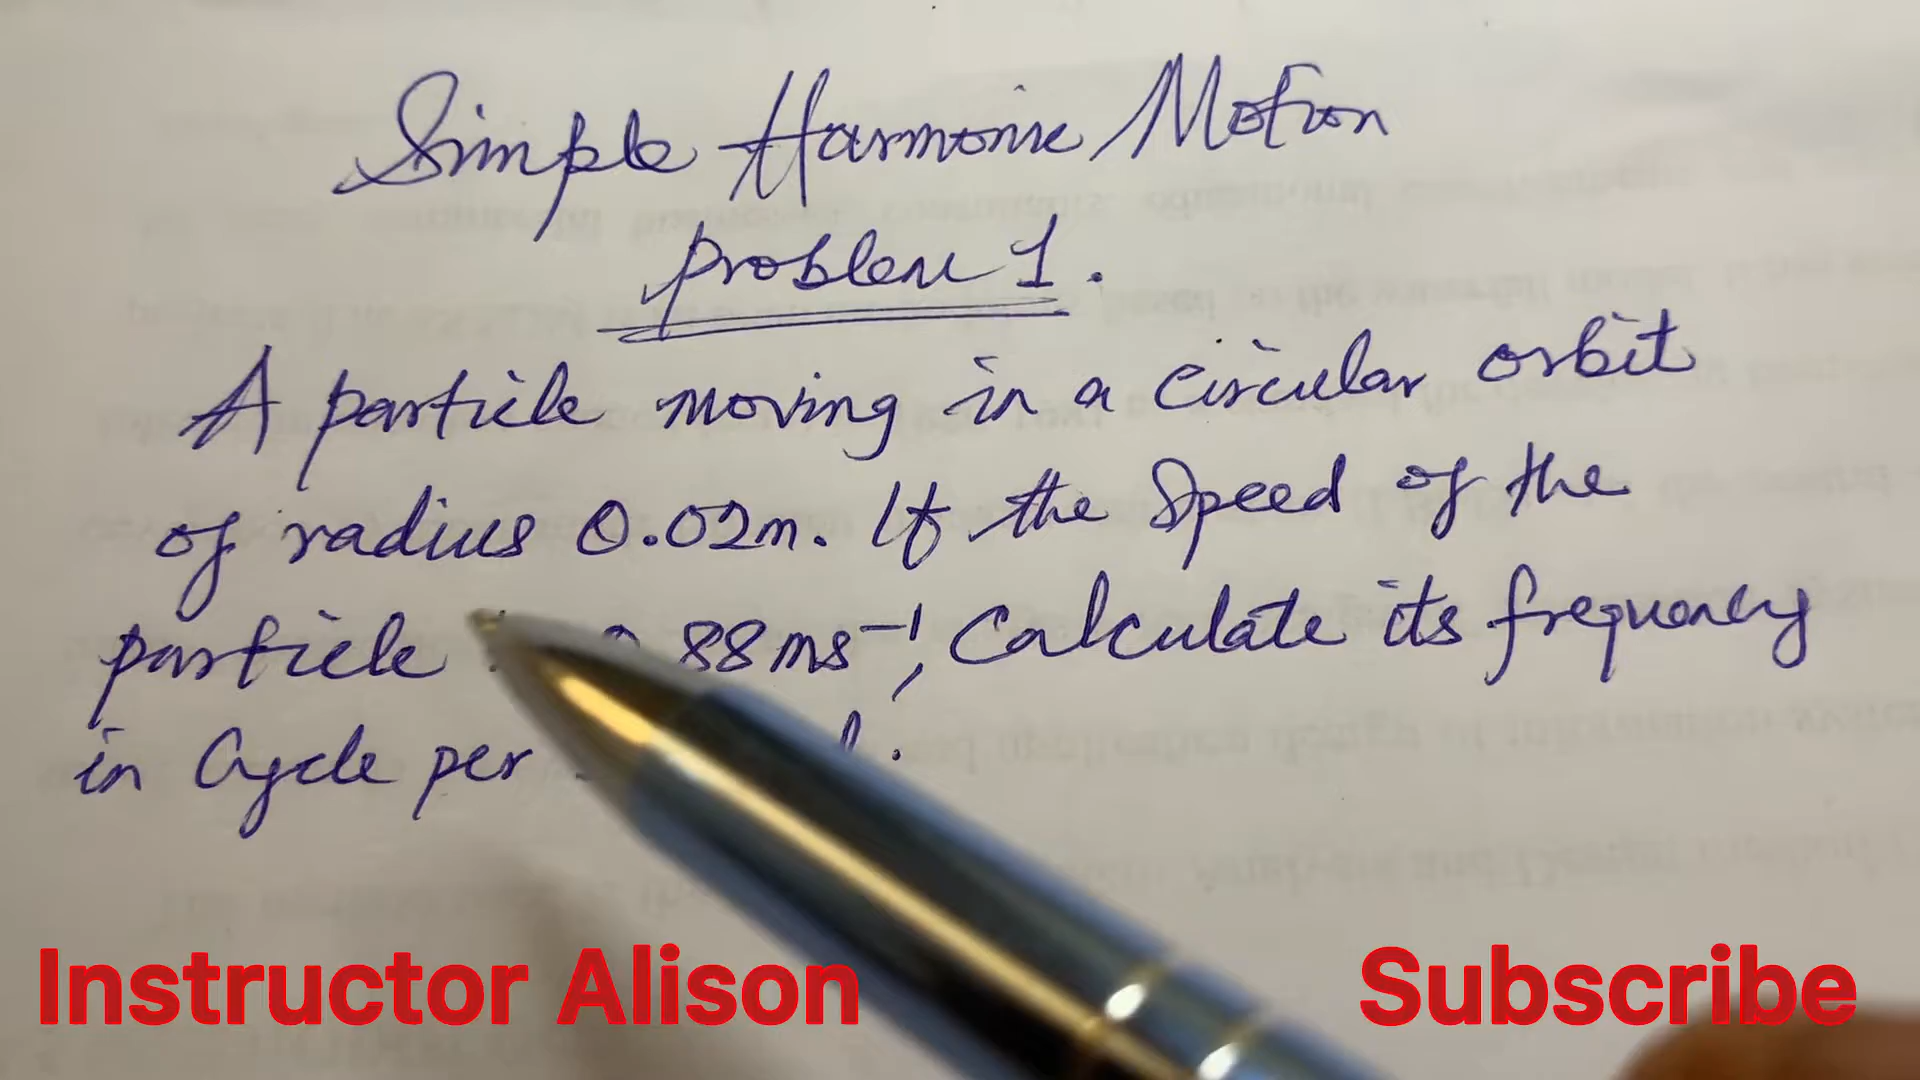 Simple Harmonic Motion
Problem 1.
A particle moving in a circular orbit
of radius 0.02m. If the Speed of the
particle 88ms⁻¹, Calculate its frequency
in Cycle per
Instructor Alison
Subscribe